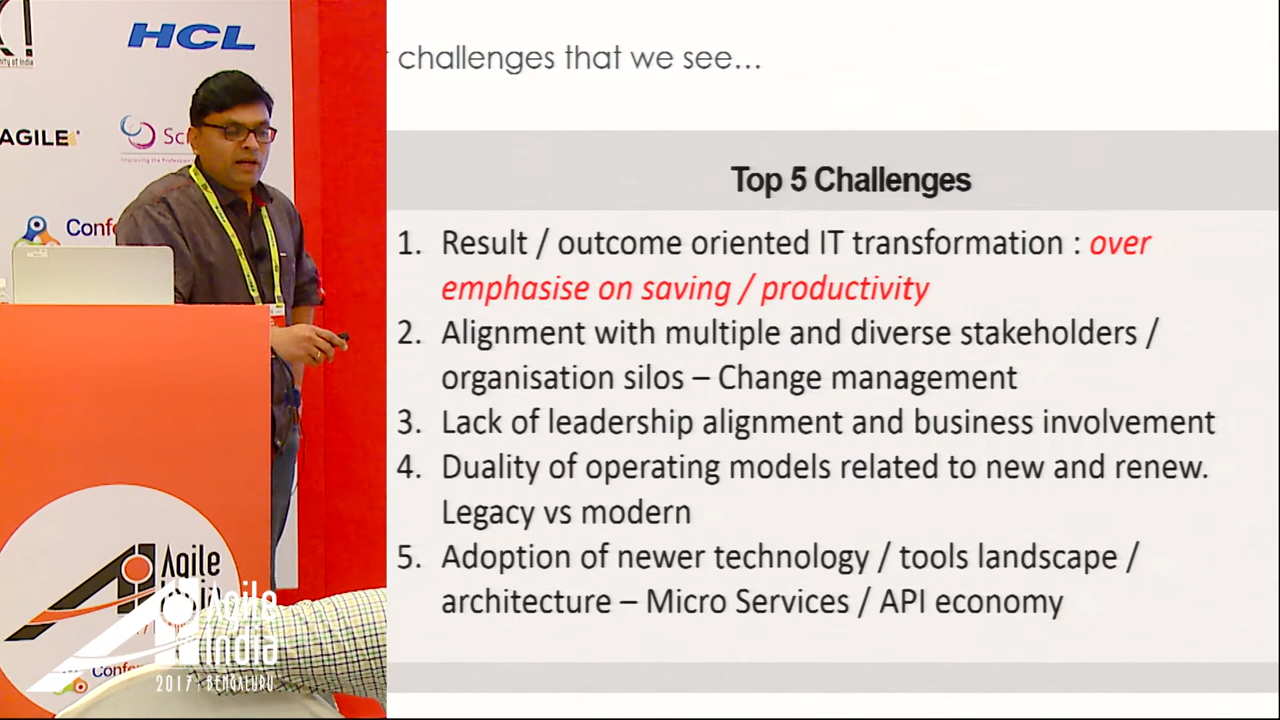 HCL
AGILE
Conf
challenges that we see...
Top 5 Challenges
1. Result / outcome oriented IT transformation : over
emphasise on saving / productivity
2. Alignment with multiple and diverse stakeholders /
organisation silos – Change management
3. Lack of leadership alignment and business involvement
4. Duality of operating models related to new and renew.
Legacy vs modern
5. Adoption of newer technology / tools landscape /
architecture – Micro Services / API economy
Agile
Agile
India
2017 | BENGALURU
Confe